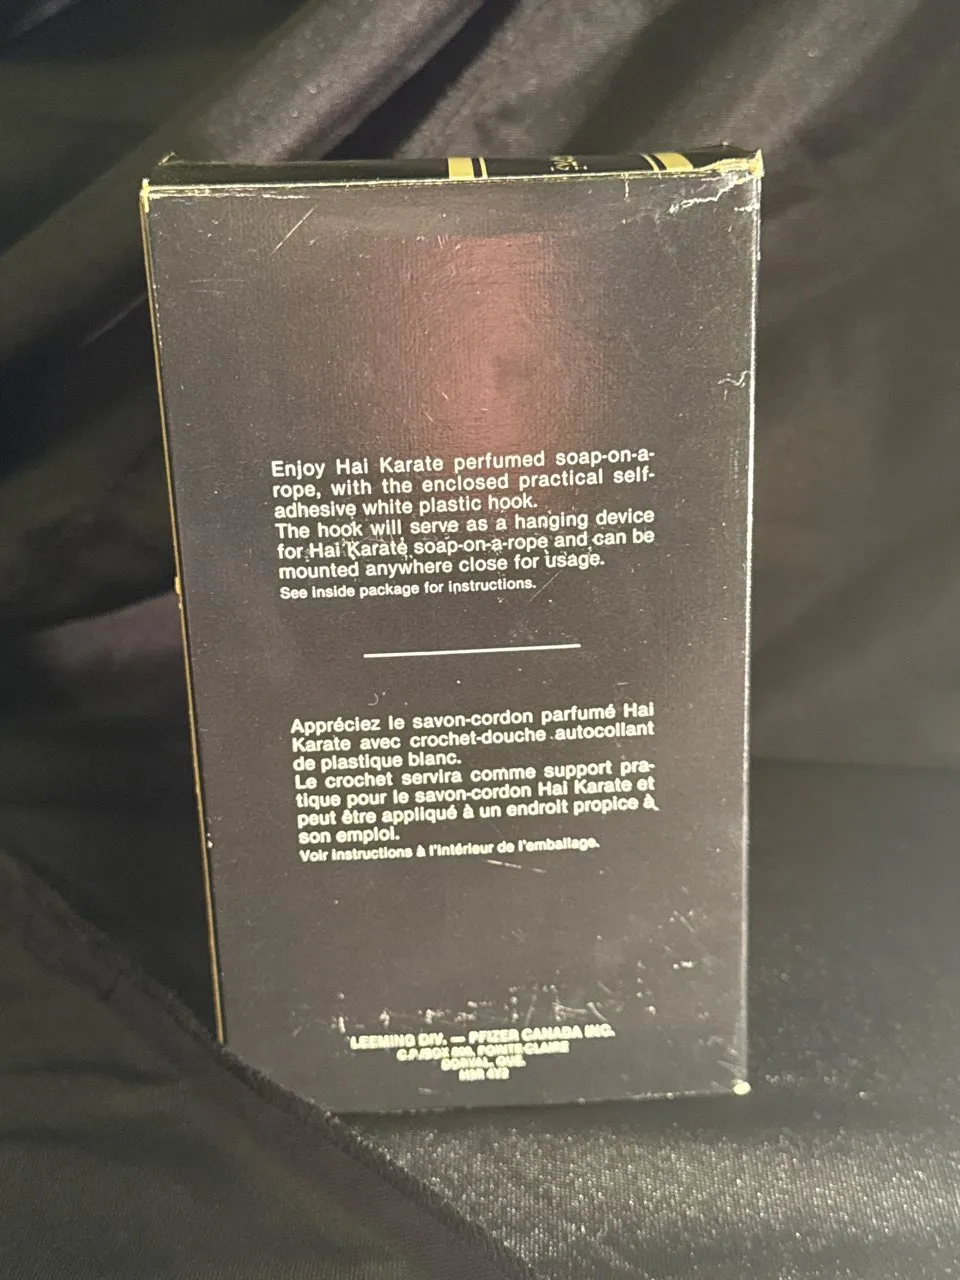 Enjoy Hai Karate perfumed soap-on-a-
rope, with the enclosed practical self-
adhesive white plastic hook.
The hook will serve as a hanging device
for Hai Karate soap-on-a-rope and can be
mounted anywhere close for usage.
See inside package for instructions.
Appréciez le savon-cordon parfumé Hai
Karate avec crochet-douche autocollant
de plastique blanc.
Le crochet servira comme support pra-
tique pour le savon-cordon Hai Karate et
peut être appliqué à un endroit propice à
son emploi.
Voir instructions à l'intérieur de l'emballage.
LEEMING DIV. — PFIZER CANADA INC.
C.P./BOX POINTE-CLAIRE
DORVAL, QUE.